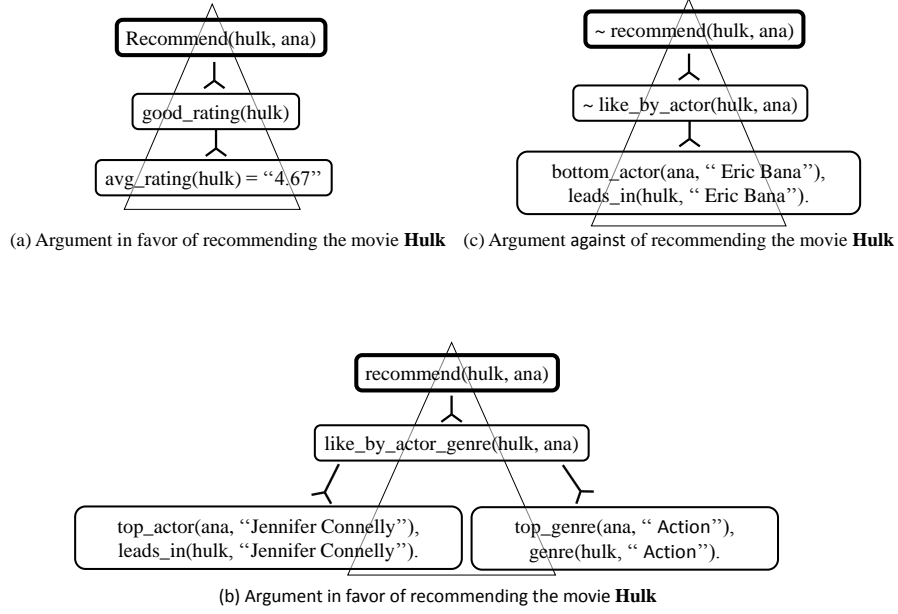 Recommend(hulk, ana)
good_rating(hulk)
avg_rating(hulk) = “4.67”
(a) Argument in favor of recommending the movie Hulk
~ recommend(hulk, ana)
~ like_by_actor(hulk, ana)
bottom_actor(ana, “ Eric Bana”),
leads_in(hulk, “ Eric Bana”).
(c) Argument against of recommending the movie Hulk
recommend(hulk, ana)
like_by_actor_genre(hulk, ana)
top_actor(ana, “Jennifer Connelly”),
leads_in(hulk, “Jennifer Connelly”).
top_genre(ana, “ Action”),
genre(hulk, “ Action”).
(b) Argument in favor of recommending the movie Hulk